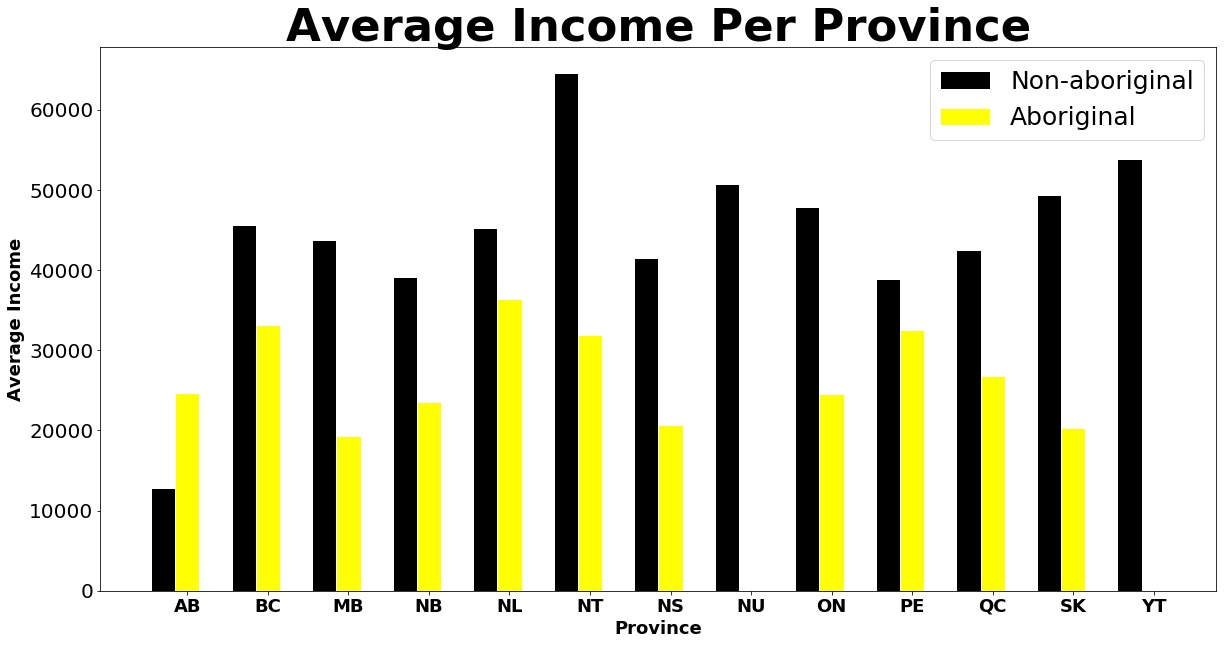 Average Income Per Province
Non-aboriginal
Aboriginal
60000
50000
40000
30000
20000
10000
0
Average Income
AB BC MB NB NL NT NS NU ON PE QC SK YT
Province